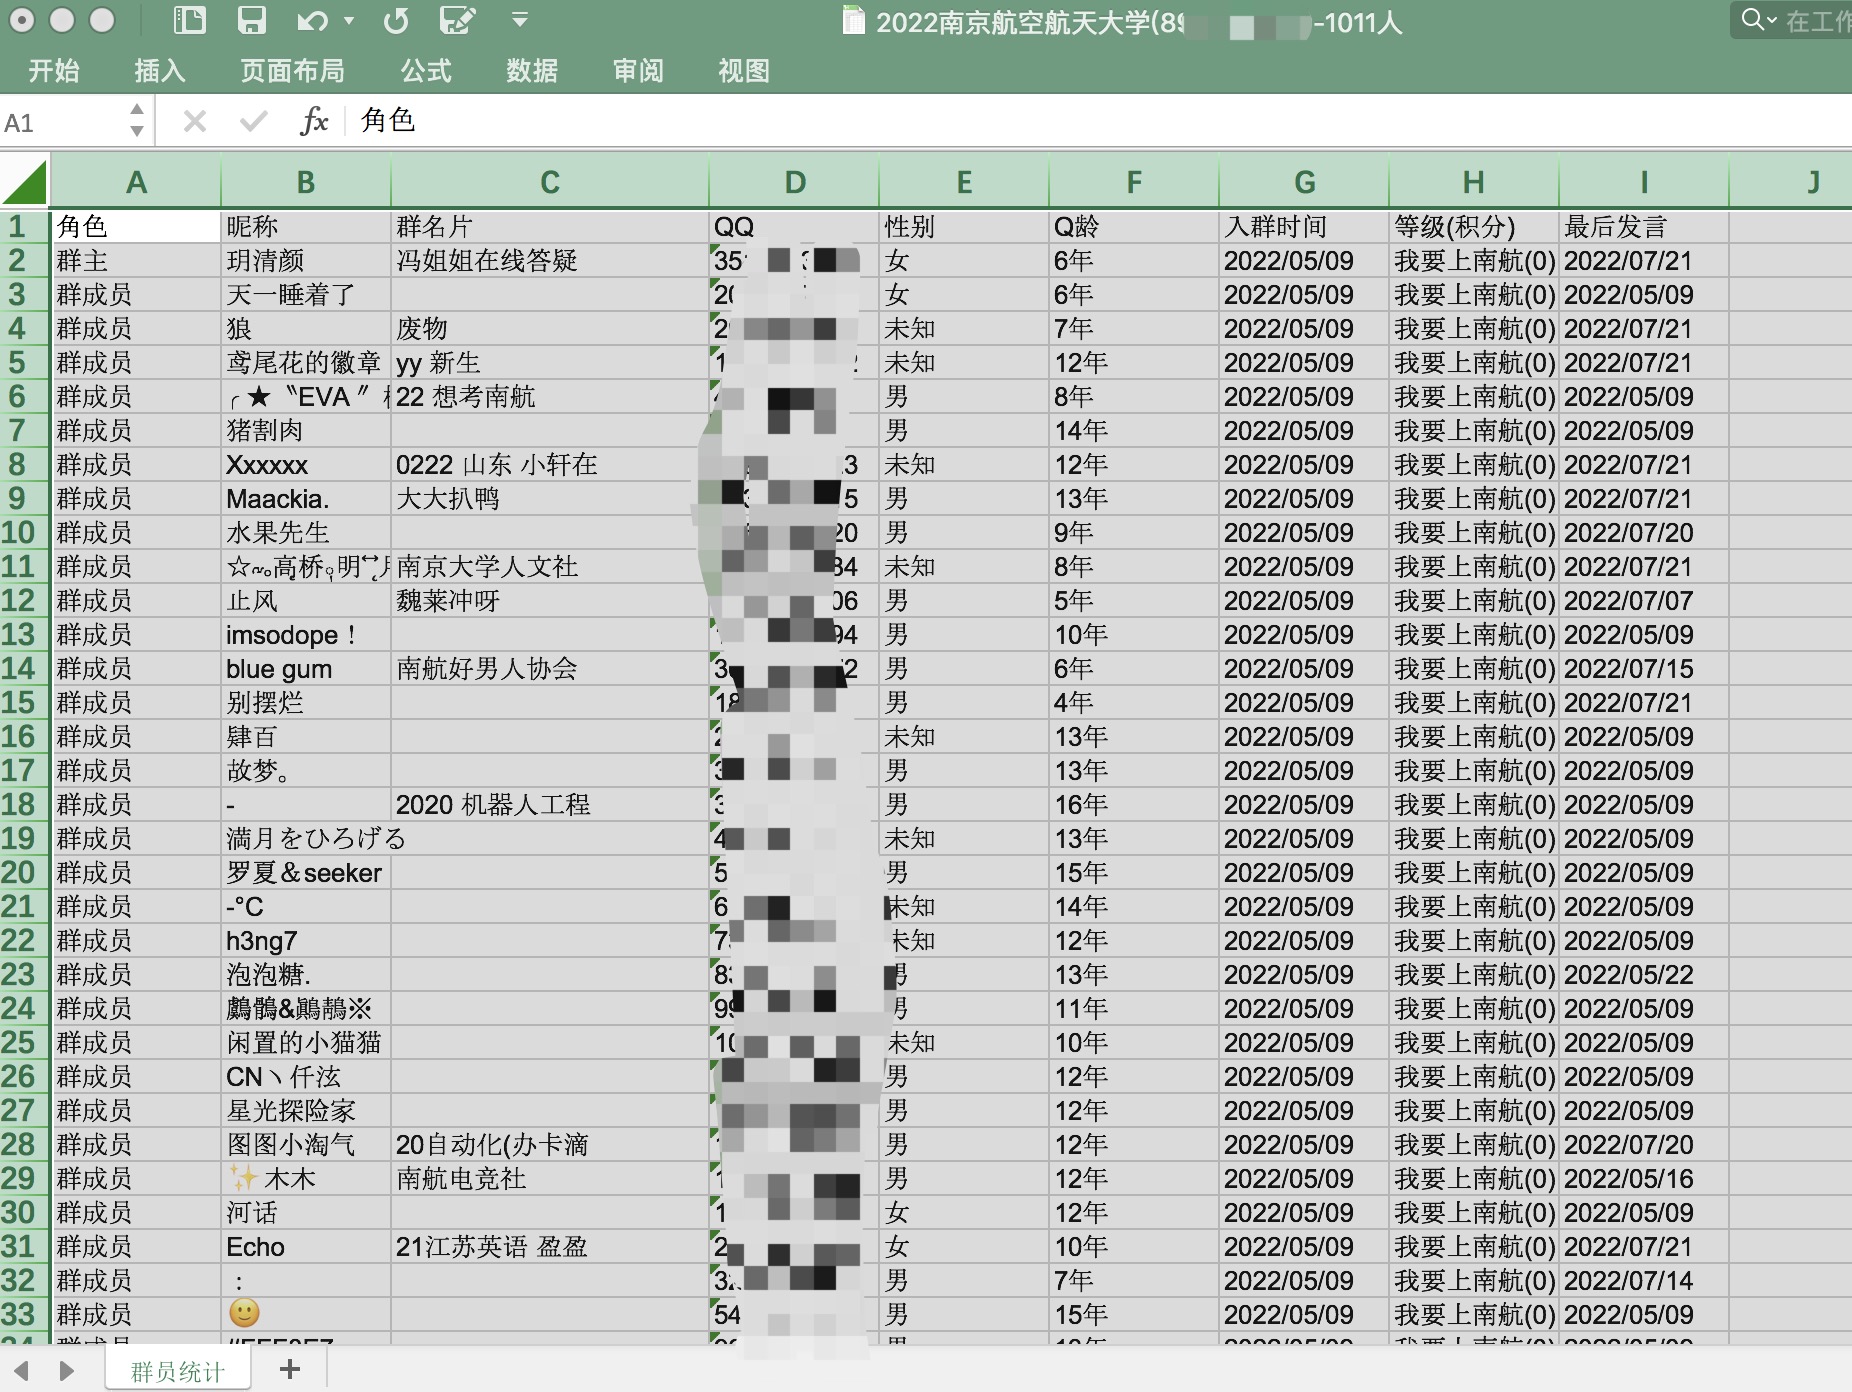 2022南京航空航天大学(89 -1011人
在工作
开始 插入 页面布局 公式 数据 审阅 视图
A1 fx 角色
A B C D E F G H I J
1 角色 昵称 群名片 QQ 性别 Q龄 入群时间 等级(积分) 最后发言
2 群主 玥清颜 冯姐姐在线答疑 35 女 6年 2022/05/09 我要上南航(0) 2022/07/21
3 群成员 天一睡着了 20 女 6年 2022/05/09 我要上南航(0) 2022/05/09
4 群成员 狼 废物 2 未知 7年 2022/05/09 我要上南航(0) 2022/07/21
5 群成员 鸢尾花的徽章 yy 新生 1 未知 12年 2022/05/09 我要上南航(0) 2022/07/21
6 群成员 ╭★〝EVA〞 22 想考南航 男 8年 2022/05/09 我要上南航(0) 2022/05/09
7 群成员 猪割肉 男 14年 2022/05/09 我要上南航(0) 2022/05/09
8 群成员 Xxxxxx 0222 山东 小轩在 3 未知 12年 2022/05/09 我要上南航(0) 2022/07/21
9 群成员 Maackia. 大大扒鸭 5 男 13年 2022/05/09 我要上南航(0) 2022/07/21
10 群成员 水果先生 20 男 9年 2022/05/09 我要上南航(0) 2022/07/20
11 群成员 高桥 明 南京大学人文社 84 未知 8年 2022/05/09 我要上南航(0) 2022/07/21
12 群成员 止风 魏莱冲呀 06 男 5年 2022/05/09 我要上南航(0) 2022/07/07
13 群成员 imsodope！ 94 男 10年 2022/05/09 我要上南航(0) 2022/05/09
14 群成员 blue gum 南航好男人协会 3 2 男 6年 2022/05/09 我要上南航(0) 2022/07/15
15 群成员 别摆烂 18 男 4年 2022/05/09 我要上南航(0) 2022/07/21
16 群成员 肆百 2 未知 13年 2022/05/09 我要上南航(0) 2022/05/09
17 群成员 故梦。 3 男 13年 2022/05/09 我要上南航(0) 2022/05/09
18 群成员 - 2020 机器人工程 3 男 16年 2022/05/09 我要上南航(0) 2022/05/09
19 群成员 満月をひろげる 4 未知 13年 2022/05/09 我要上南航(0) 2022/05/09
20 群成员 罗夏＆seeker 5 男 15年 2022/05/09 我要上南航(0) 2022/05/09
21 群成员 -°C 6 未知 14年 2022/05/09 我要上南航(0) 2022/05/09
22 群成员 h3ng7 7 未知 12年 2022/05/09 我要上南航(0) 2022/05/09
23 群成员 泡泡糖. 8 男 13年 2022/05/09 我要上南航(0) 2022/05/22
24 群成员 99 男 11年 2022/05/09 我要上南航(0) 2022/05/09
25 群成员 闲置的小猫猫 10 未知 10年 2022/05/09 我要上南航(0) 2022/05/09
26 群成员 CN丶仟泫 男 12年 2022/05/09 我要上南航(0) 2022/05/09
27 群成员 星光探险家 男 12年 2022/05/09 我要上南航(0) 2022/05/09
28 群成员 图图小淘气 20自动化(办卡滴 男 12年 2022/05/09 我要上南航(0) 2022/07/20
29 群成员 ✨木木 南航电竞社 1 男 12年 2022/05/09 我要上南航(0) 2022/05/16
30 群成员 河话 1 女 12年 2022/05/09 我要上南航(0) 2022/05/09
31 群成员 Echo 21江苏英语 盈盈 2 女 10年 2022/05/09 我要上南航(0) 2022/07/21
32 群成员 : 3 男 7年 2022/05/09 我要上南航(0) 2022/07/14
33 群成员 🙂 54 男 15年 2022/05/09 我要上南航(0) 2022/05/09
群员统计 +